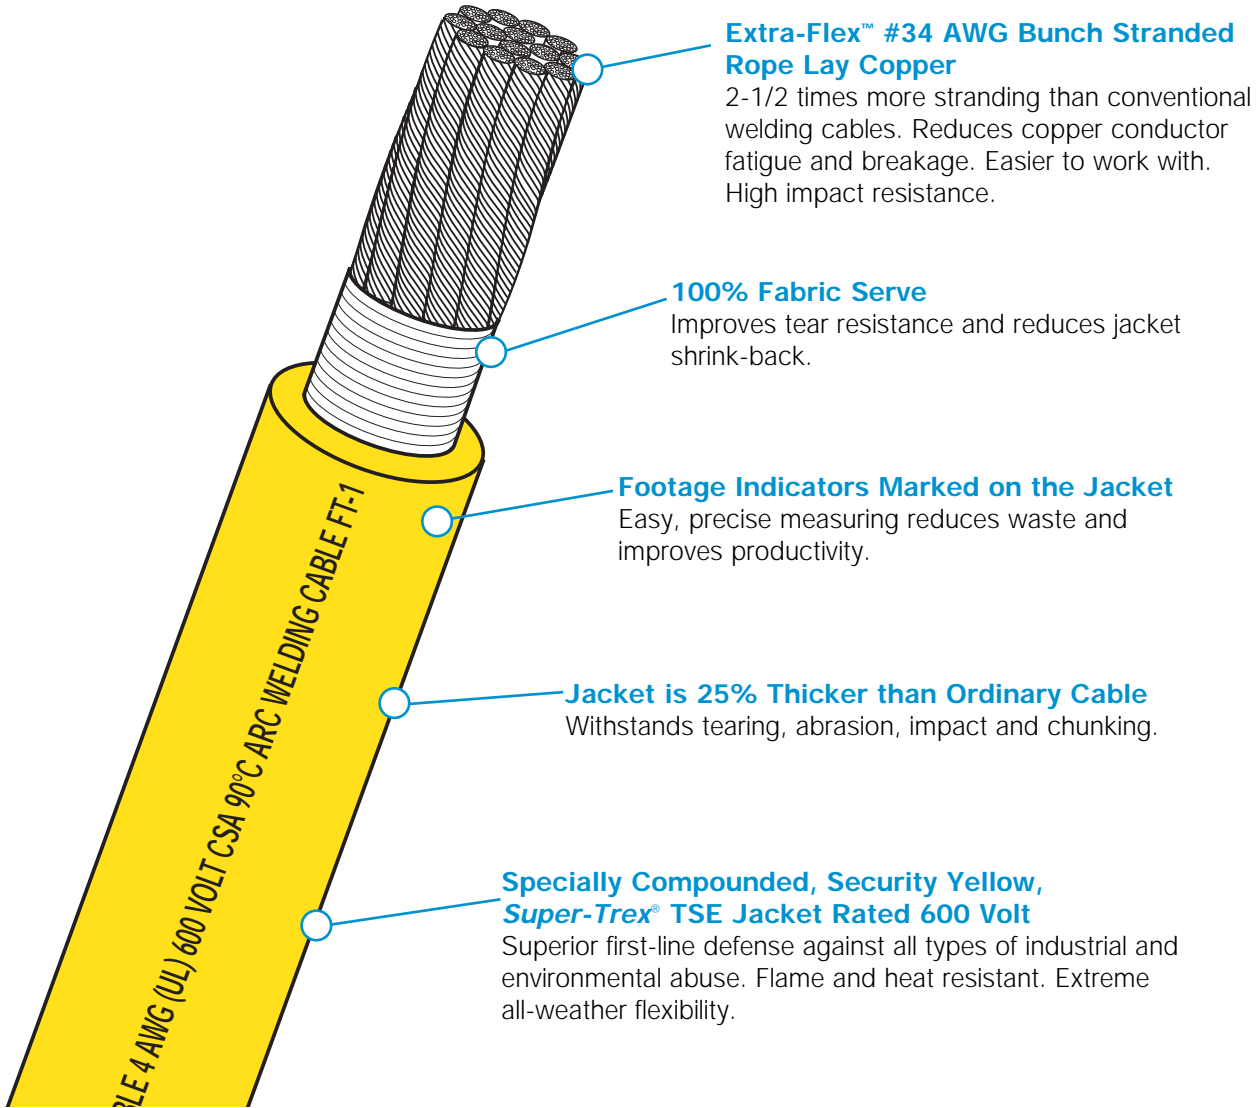 Extra-Flex™ #34 AWG Bunch Stranded
Rope Lay Copper
2-1/2 times more stranding than conventional
welding cables. Reduces copper conductor
fatigue and breakage. Easier to work with.
High impact resistance.
100% Fabric Serve
Improves tear resistance and reduces jacket
shrink-back.
Footage Indicators Marked on the Jacket
Easy, precise measuring reduces waste and
improves productivity.
Jacket is 25% Thicker than Ordinary Cable
Withstands tearing, abrasion, impact and chunking.
Specially Compounded, Security Yellow,
Super-Trex® TSE Jacket Rated 600 Volt
Superior first-line defense against all types of industrial and
environmental abuse. Flame and heat resistant. Extreme
all-weather flexibility.
BLE 4 AWG (UL) 600 VOLT CSA 90°C ARC WELDING CABLE FT-1